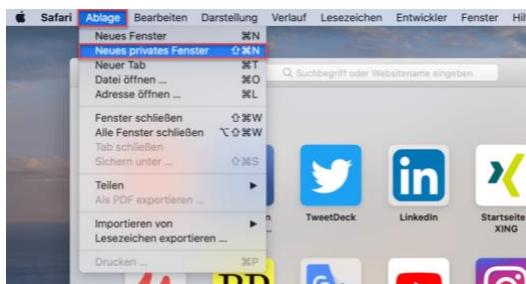 Safari Ablage Bearbeiten Darstellung Verlauf Lesezeichen Entwickler Fenster Hil
Neues Fenster ⌘N
Neues privates Fenster ⇧⌘N
Neuer Tab ⌘T
Datei öffnen ... ⌘O
Adresse öffnen ... ⌘L
Suchbegriff oder Websitename eingeben
Fenster schließen ⇧⌘W
Alle Fenster schließen ⌥⇧⌘W
Tab schließen
Sichern unter ... ⇧⌘S
Teilen
Als PDF exportieren ...
Importieren von
Lesezeichen exportieren ...
Drucken ... ⌘P
in
TweetDeck LinkedIn Startseite
XING